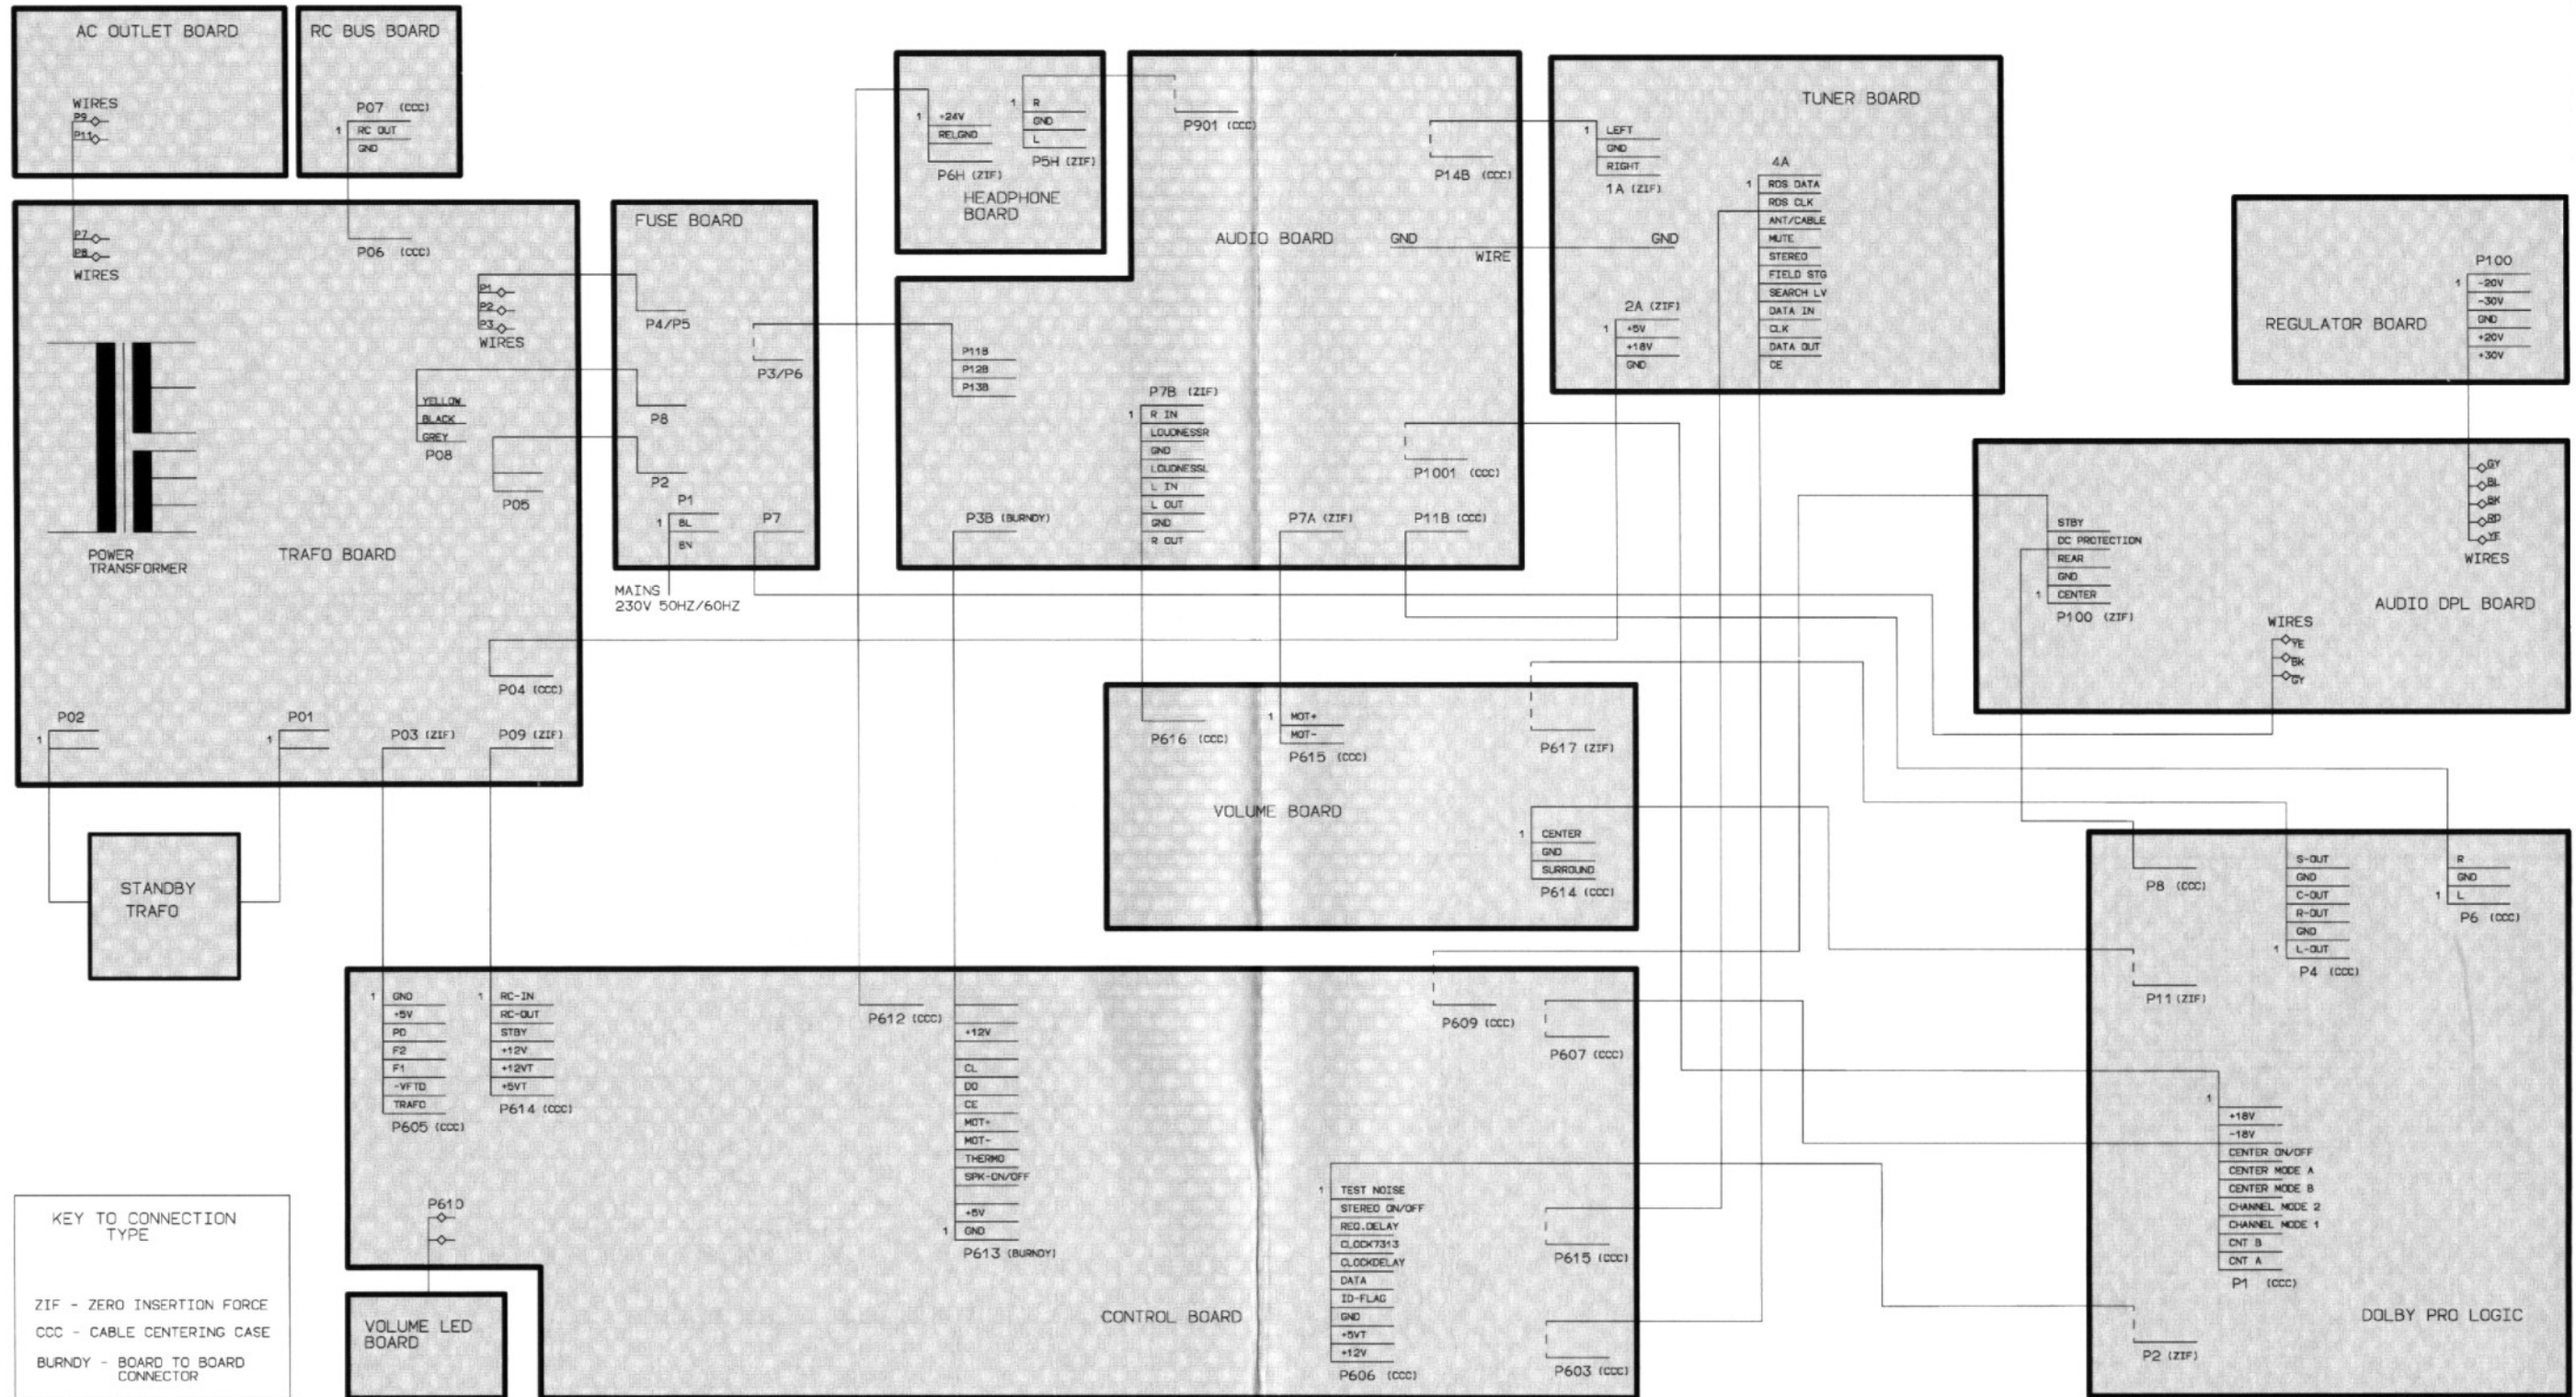 AC OUTLET BOARD
WIRES
P9
P11
RC BUS BOARD
P07 (CCC)
1 RC OUT
GND
P7
P8
WIRES
P06 (CCC)
P1
P2
P3
WIRES
YELLOW
BLACK
GREY
P08
P05
POWER
TRANSFORMER
TRAFO BOARD
P04 (CCC)
P02
1
P01
1
P03 (ZIF)
P09 (ZIF)
STANDBY
TRAFO
FUSE BOARD
P4/P5
P3/P6
P8
P2
P1
1 BL
BN
P7
MAINS
230V 50HZ/60HZ
1 +24V
RELGND
P6H (ZIF)
1 R
GND
L
P5H (ZIF)
HEADPHONE
BOARD
P901 (CCC)
P14B (CCC)
AUDIO BOARD
GND
WIRE
P11B
P12B
P13B
P7B (ZIF)
1 R IN
LOUDNESSR
GND
LOUDNESSL
L IN
L OUT
GND
R OUT
P1001 (CCC)
P3B (BURNDY)
P7A (ZIF)
P11B (CCC)
TUNER BOARD
1 LEFT
GND
RIGHT
1A (ZIF)
GND
2A (ZIF)
1 +5V
+18V
GND
4A
1 RDS DATA
RDS CLK
ANT/CABLE
MUTE
STEREO
FIELD STG
SEARCH LV
DATA IN
CLK
DATA OUT
CE
REGULATOR BOARD
P100
1 -20V
-30V
GND
+20V
+30V
GY
BL
BK
RD
YE
WIRES
STBY
DC PROTECTION
REAR
GND
1 CENTER
P100 (ZIF)
AUDIO DPL BOARD
WIRES
YE
BK
GY
P616 (CCC)
1 MOT+
MOT-
P615 (CCC)
P617 (ZIF)
VOLUME BOARD
1 CENTER
GND
SURROUND
P614 (CCC)
P8 (CCC)
S-OUT
GND
C-OUT
R-OUT
GND
1 L-OUT
P4 (CCC)
R
GND
1 L
P6 (CCC)
P11 (ZIF)
1
+18V
-18V
CENTER ON/OFF
CENTER MODE A
CENTER MODE B
CHANNEL MODE 2
CHANNEL MODE 1
CNT B
CNT A
P1 (CCC)
DOLBY PRO LOGIC
P2 (ZIF)
1 GND
+5V
PD
F2
F1
-VFTD
TRAFO
P605 (CCC)
1 RC-IN
RC-OUT
STBY
+12V
+12VT
+5VT
P614 (CCC)
P612 (CCC)
+12V
CL
DO
CE
MOT+
MOT-
THERMO
SPK-ON/OFF
+5V
1 GND
P613 (BURNDY)
P609 (CCC)
P607 (CCC)
1 TEST NOISE
STEREO ON/OFF
REQ.DELAY
CLOCK7313
CLOCKDELAY
DATA
ID-FLAG
GND
+5VT
+12V
P606 (CCC)
P615 (CCC)
P603 (CCC)
CONTROL BOARD
P610
VOLUME LED
BOARD
KEY TO CONNECTION
TYPE
ZIF - ZERO INSERTION FORCE
CCC - CABLE CENTERING CASE
BURNDY - BOARD TO BOARD
CONNECTOR